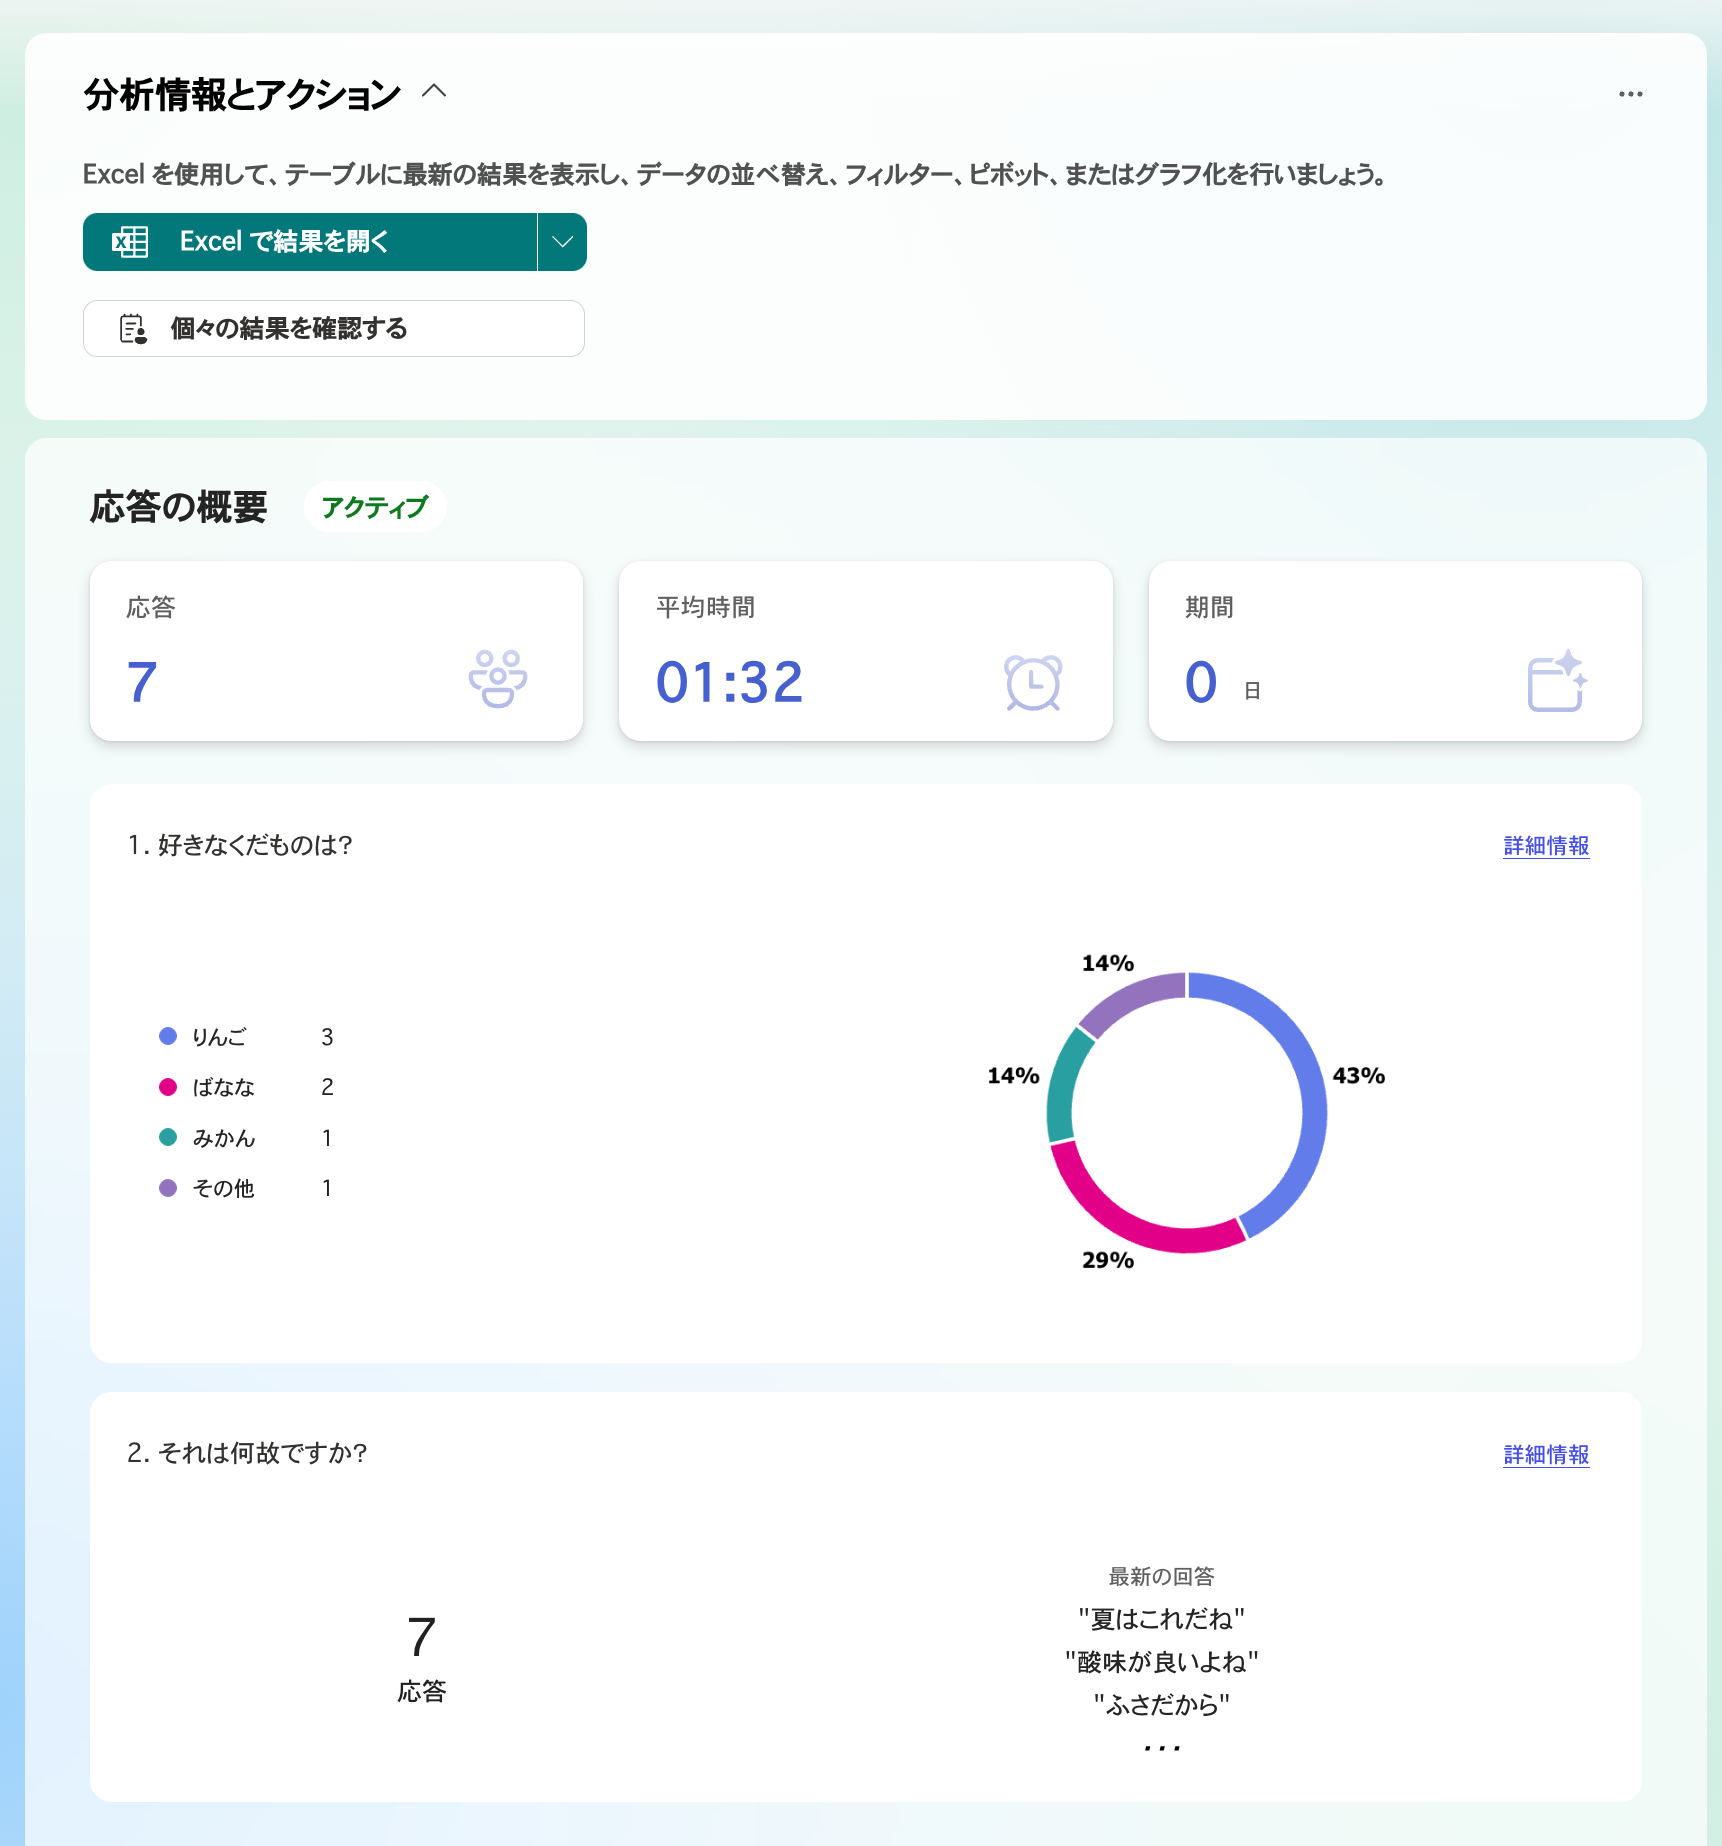 分析情報とアクション
Excel を使用して、テーブルに最新の結果を表示し、データの並べ替え、フィルター、ピボット、またはグラフ化を行いましょう。
Excel で結果を開く
個々の結果を確認する
応答の概要 アクティブ
応答
7
平均時間
01:32
期間
0 日
1. 好きなくだものは?
詳細情報
りんご 3
ばなな 2
みかん 1
その他 1
14%
14%
43%
29%
2. それは何故ですか?
詳細情報
7
応答
最新の回答
"夏はこれだね"
"酸味が良いよね"
"ふさだから"
...